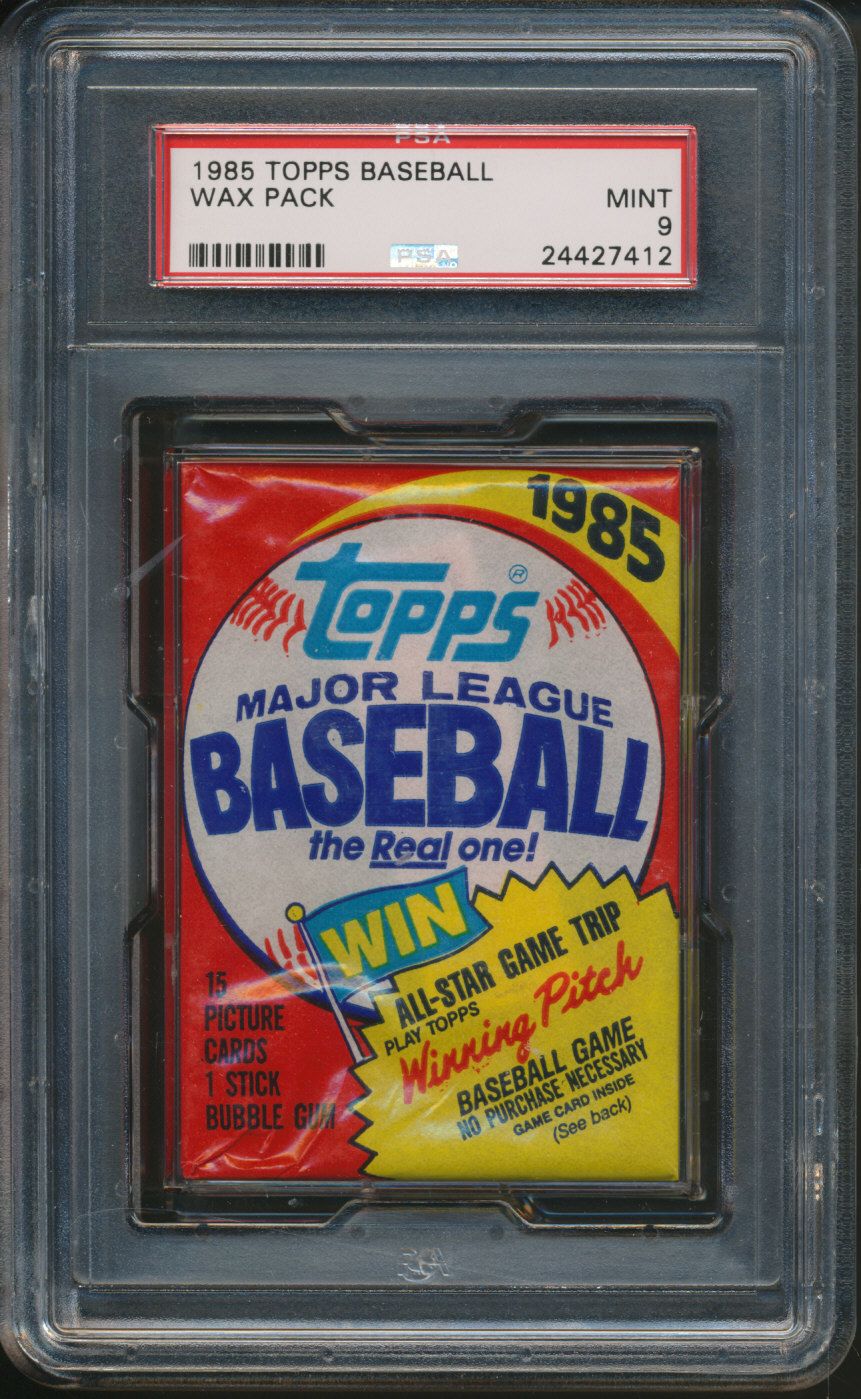 PSA
1985 TOPPS BASEBALL
WAX PACK
MINT
9
PSA
24427412
1985
topps®
MAJOR LEAGUE
BASEBALL
the Real one!
WIN
ALL-STAR GAME TRIP
PLAY TOPPS
Winning Pitch
BASEBALL GAME
NO PURCHASE NECESSARY
GAME CARD INSIDE
(See back)
15
PICTURE
CARDS
1 STICK
BUBBLE GUM